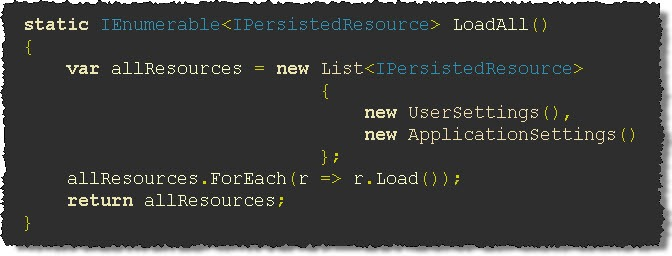 static IEnumerable<IPersistedResource> LoadAll()
{
    var allResources = new List<IPersistedResource>
                           {
                               new UserSettings(),
                               new ApplicationSettings()
                           };
    allResources.ForEach(r => r.Load());
    return allResources;
}